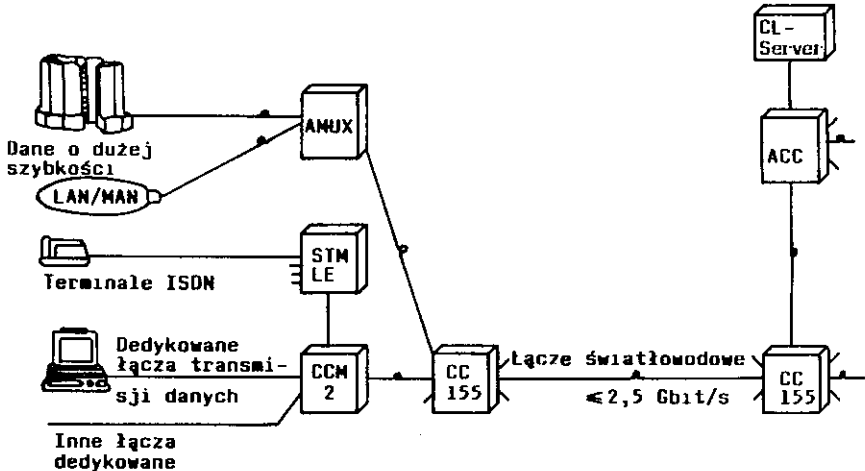 CL-
Server
AMUX
ACC
Dane o dużej
szybkości
LAN/MAN
STM
LE
Terminale ISDN
Dedykowane
łącza transmi-
sji danych
CCM
2
CC
155
Łącze światłowodowe
⩽2,5 Gbit/s
CC
155
Inne łącza
dedykowane